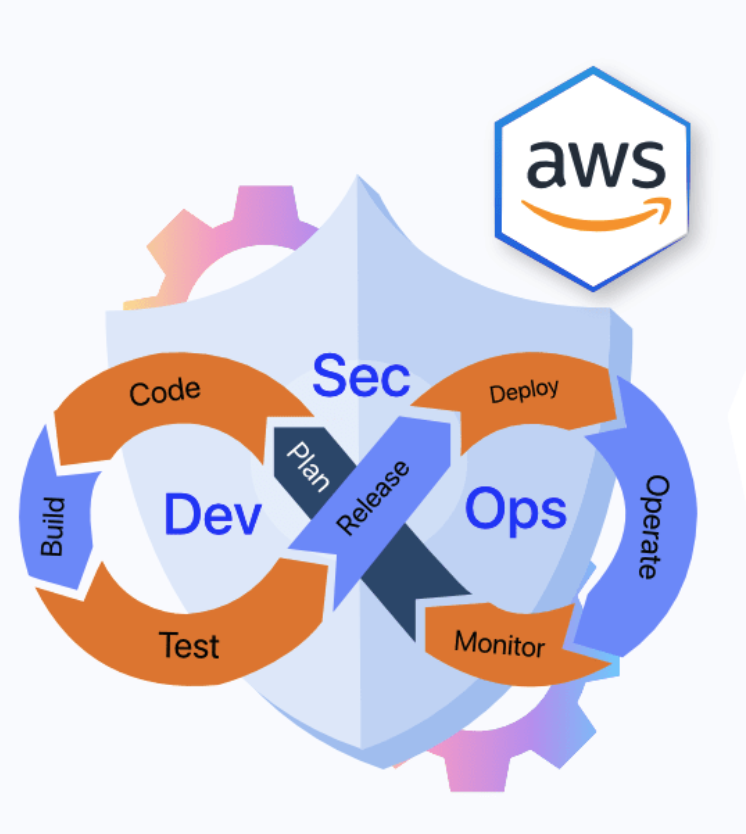 aws
Sec
Code
Deploy
Plan
Release
Build
Dev
Ops
Operate
Test
Monitor